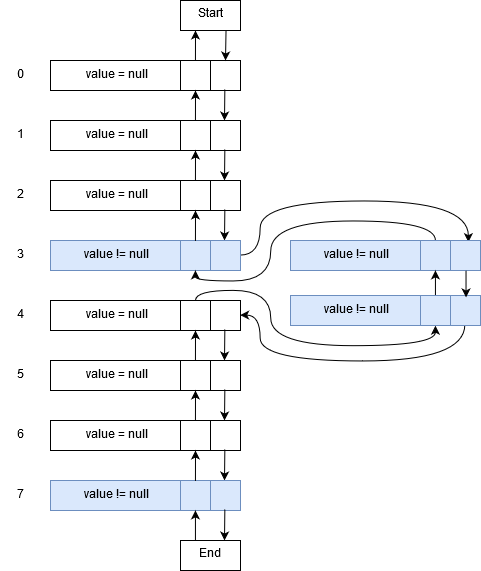 Start
0 value = null
1 value = null
2 value = null
3 value != null value != null
value != null
4 value = null
5 value = null
6 value = null
7 value != null
End